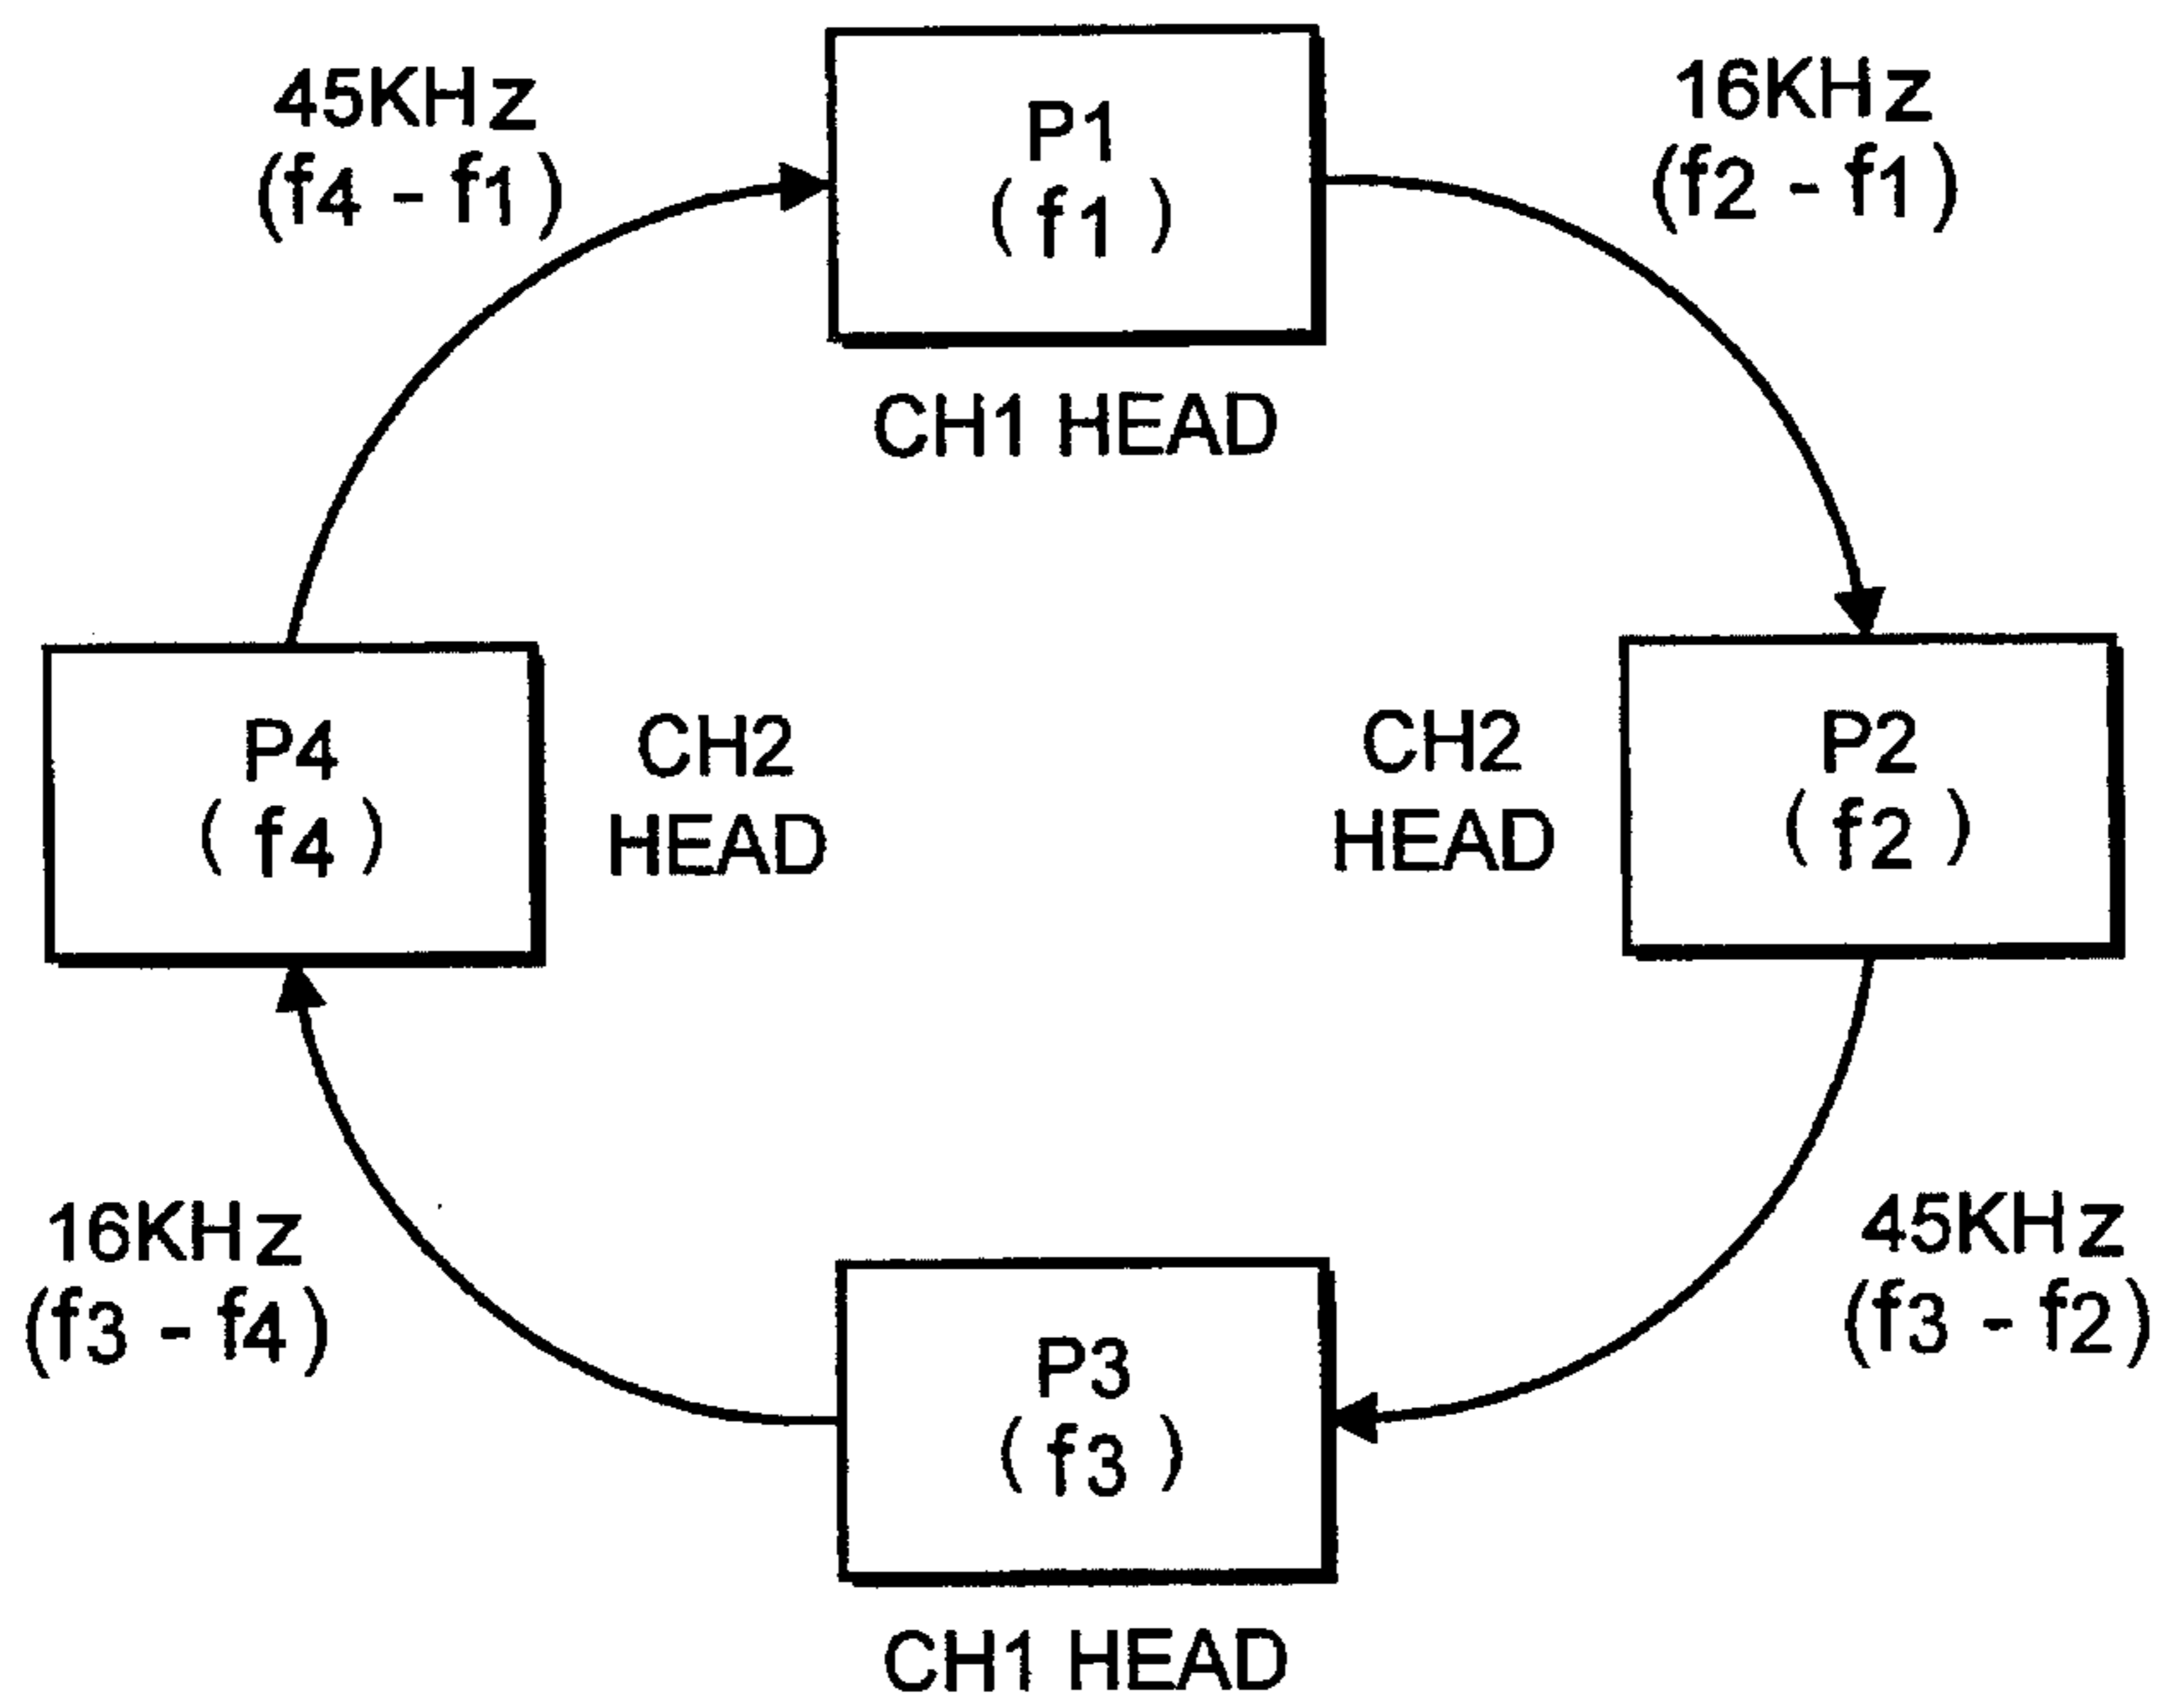 45KHz
(f4 - f1)
P1
( f1 )
16KHz
(f2 - f1)
CH1 HEAD
P4
( f4 )
CH2
HEAD
CH2
HEAD
P2
( f2 )
16KHz
(f3 - f4)
P3
( f3 )
45KHz
(f3 - f2)
CH1 HEAD